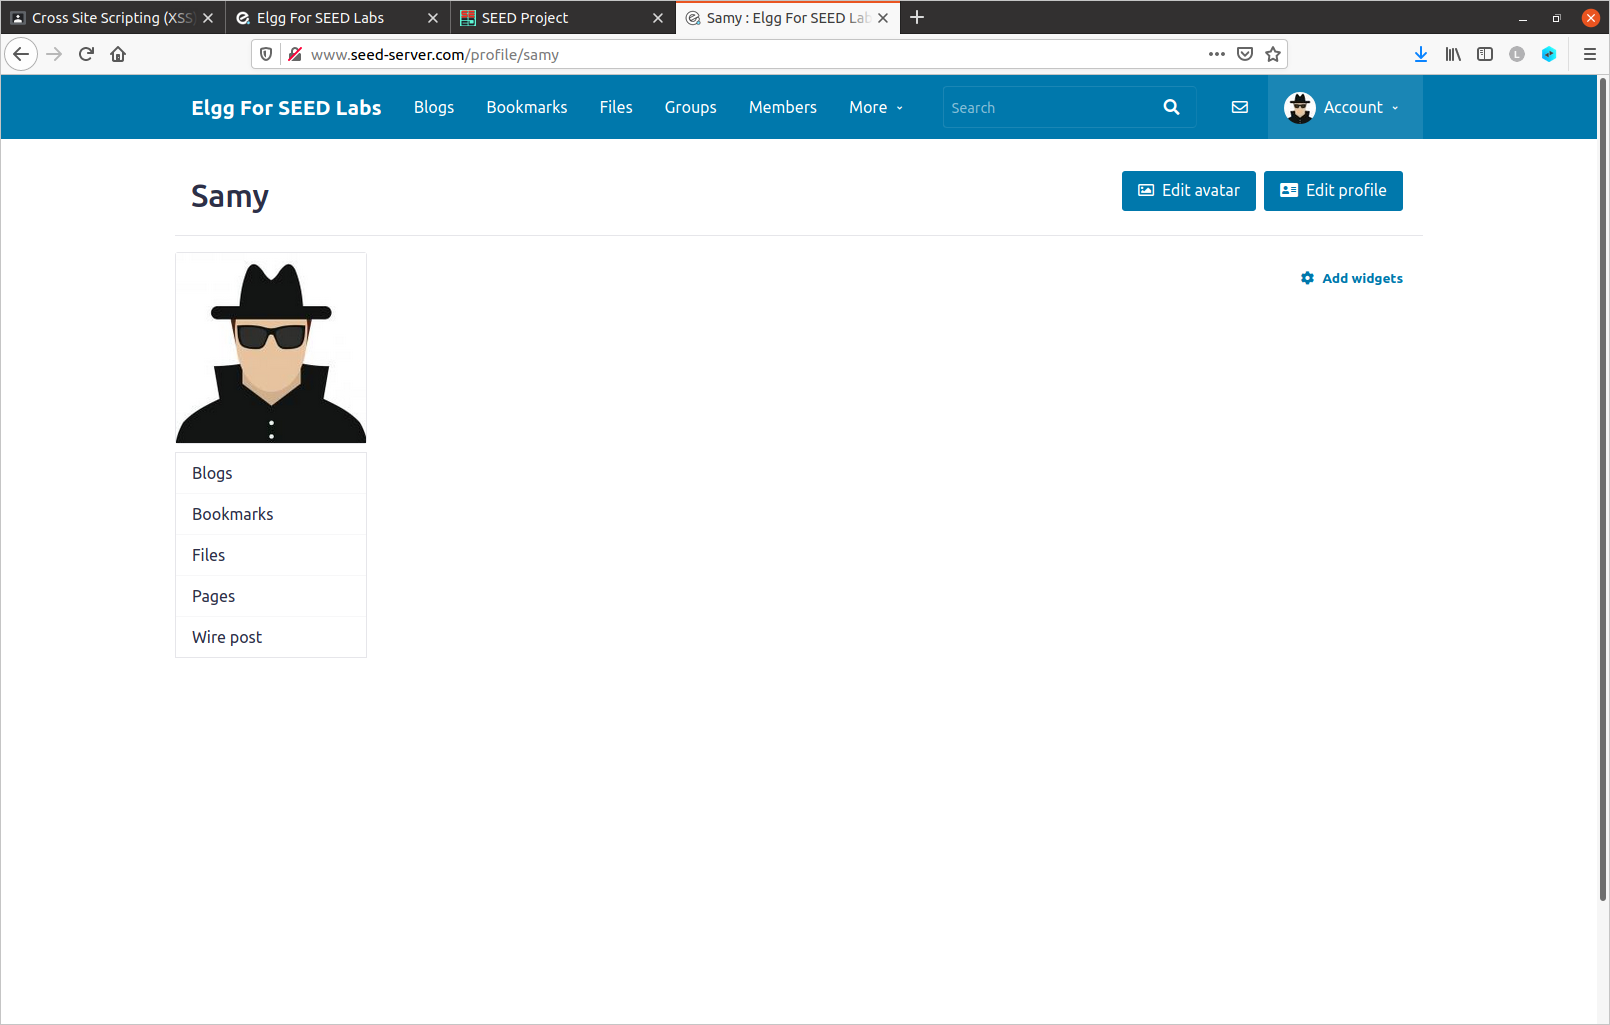 Cross Site Scripting (XSS)
Elgg For SEED Labs
SEED Project
Samy : Elgg For SEED Lab
www.seed-server.com/profile/samy
L
Elgg For SEED Labs Blogs Bookmarks Files Groups Members More Search Account
Samy
Edit avatar
Edit profile
Add widgets
Blogs
Bookmarks
Files
Pages
Wire post